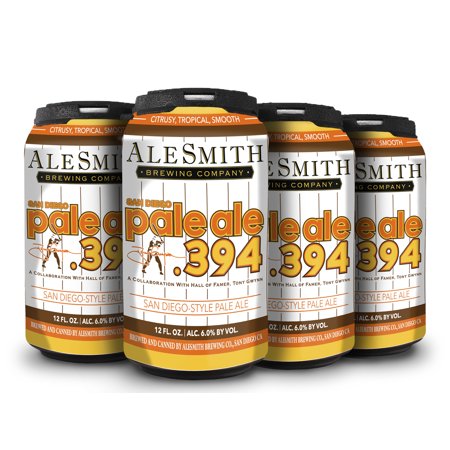 CITRUSY, TROPICAL, SMOOTH
ALESMITH
BREWING COMPANY
SAN DIEGO
pale ale
.394
A COLLABORATION WITH HALL OF FAMER, TONY GWYNN
SAN DIEGO-STYLE PALE ALE
12 FL. OZ. | ALC. 6.0% BY VOL.
BREWED AND CANNED BY ALESMITH BREWING CO., SAN DIEGO CA